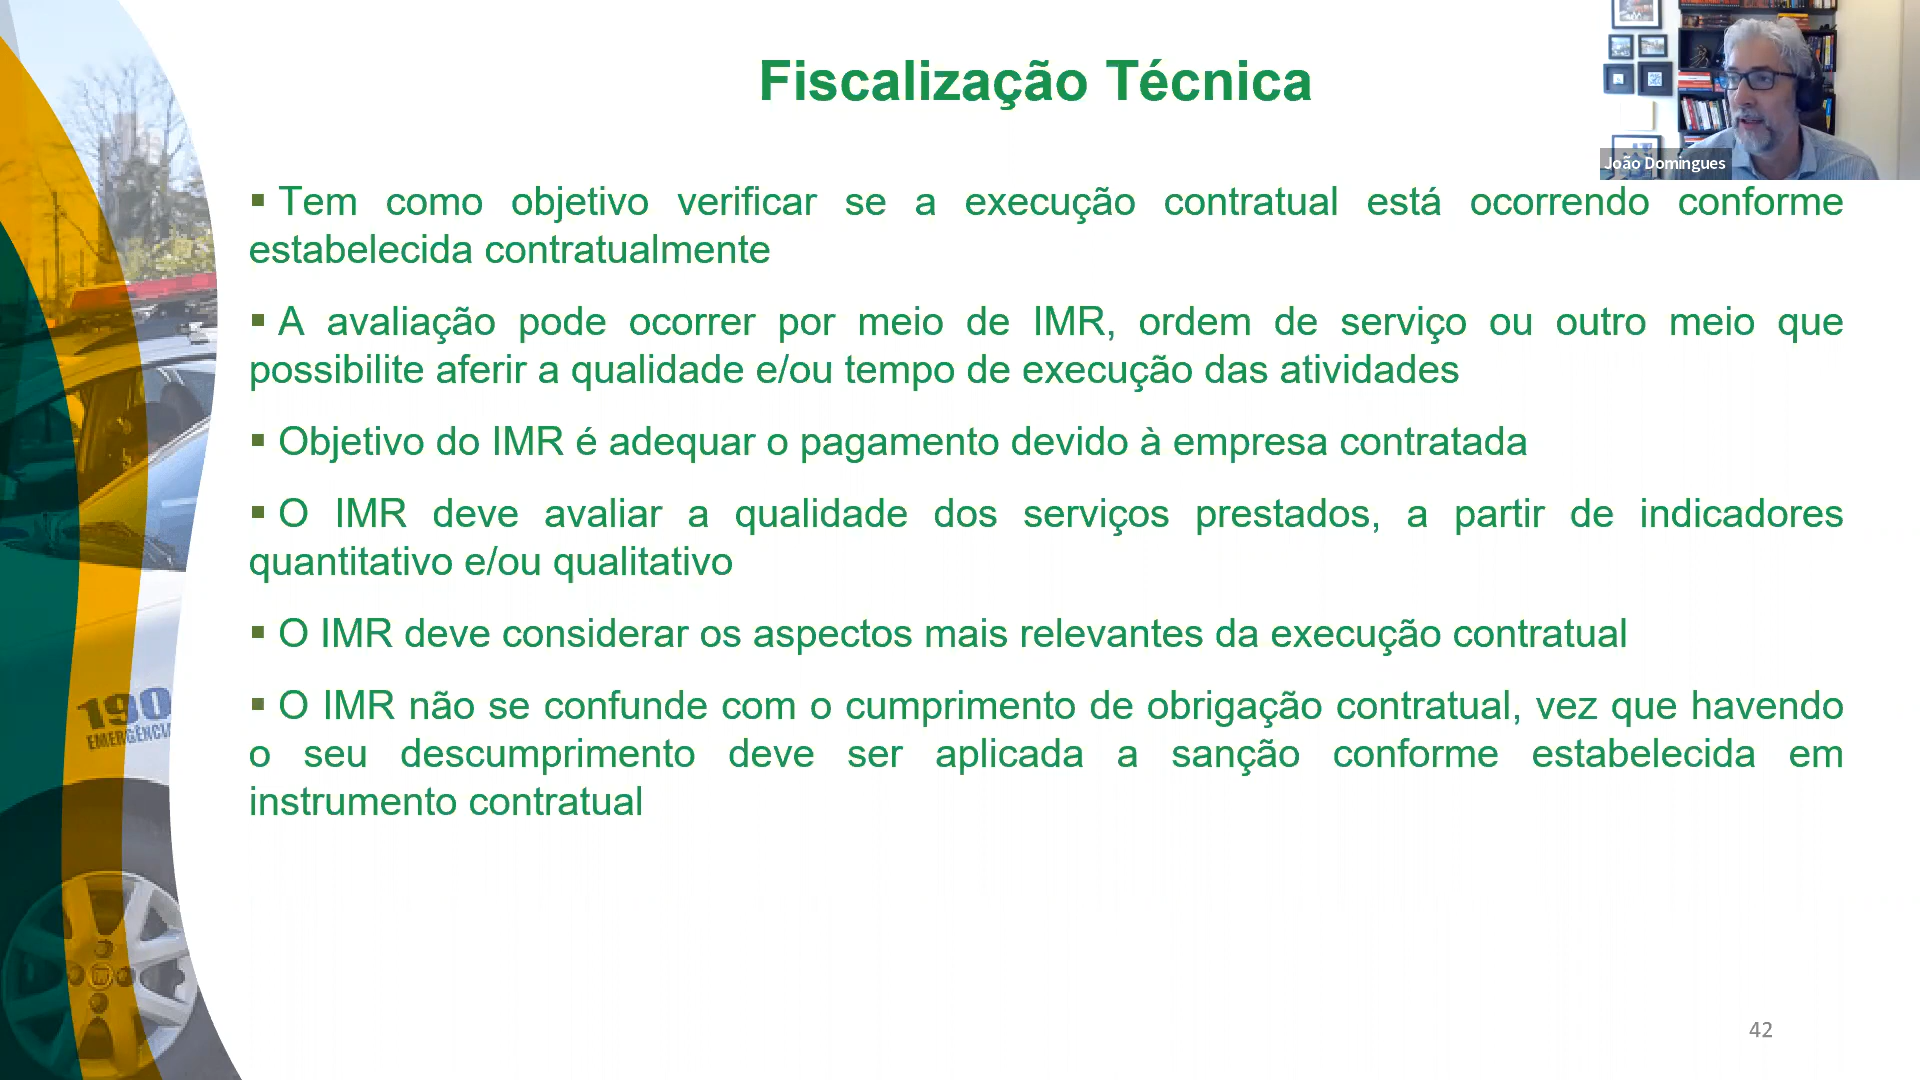 Fiscalização Técnica
João Domingues
▪ Tem como objetivo verificar se a execução contratual está ocorrendo conforme
estabelecida contratualmente
▪ A avaliação pode ocorrer por meio de IMR, ordem de serviço ou outro meio que
possibilite aferir a qualidade e/ou tempo de execução das atividades
▪ Objetivo do IMR é adequar o pagamento devido à empresa contratada
▪ O IMR deve avaliar a qualidade dos serviços prestados, a partir de indicadores
quantitativo e/ou qualitativo
▪ O IMR deve considerar os aspectos mais relevantes da execução contratual
▪ O IMR não se confunde com o cumprimento de obrigação contratual, vez que havendo
o seu descumprimento deve ser aplicada a sanção conforme estabelecida em
instrumento contratual
190
42